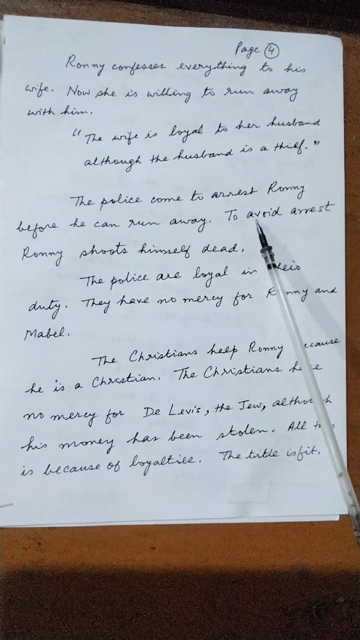 Page 4
Ronny confesses everything to his
wife. Now she is willing to run away
with him.
"The wife is loyal to her husband
although the husband is a thief."
The police come to arrest Ronny
before he can run away. To avoid arrest
Ronny shoots himself dead.
The police are loyal in
duty. They have no mercy for Ronny and
Mabel.
The Christians help Ronny
he is a Christian. The Christians
no mercy for De Levis, the Jew, although
his money has been stolen. All
is because of loyalties. The title is fit.